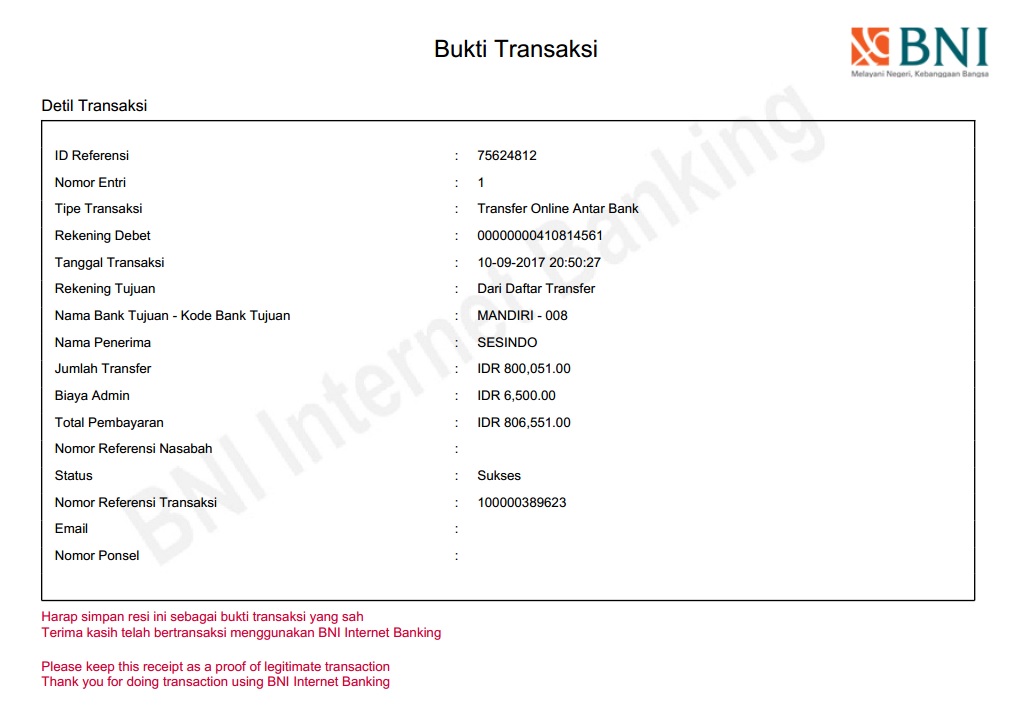 Bukti Transaksi
BNI
Melayani Negeri, Kebanggaan Bangsa
Detil Transaksi
ID Referensi : 75624812
Nomor Entri : 1
Tipe Transaksi : Transfer Online Antar Bank
Rekening Debet : 00000000410814561
Tanggal Transaksi : 10-09-2017 20:50:27
Rekening Tujuan : Dari Daftar Transfer
Nama Bank Tujuan - Kode Bank Tujuan : MANDIRI - 008
Nama Penerima : SESINDO
Jumlah Transfer : IDR 800,051.00
Biaya Admin : IDR 6,500.00
Total Pembayaran : IDR 806,551.00
Nomor Referensi Nasabah :
Status : Sukses
Nomor Referensi Transaksi : 100000389623
Email :
Nomor Ponsel :
BNI Internet Banking
Harap simpan resi ini sebagai bukti transaksi yang sah
Terima kasih telah bertransaksi menggunakan BNI Internet Banking
Please keep this receipt as a proof of legitimate transaction
Thank you for doing transaction using BNI Internet Banking